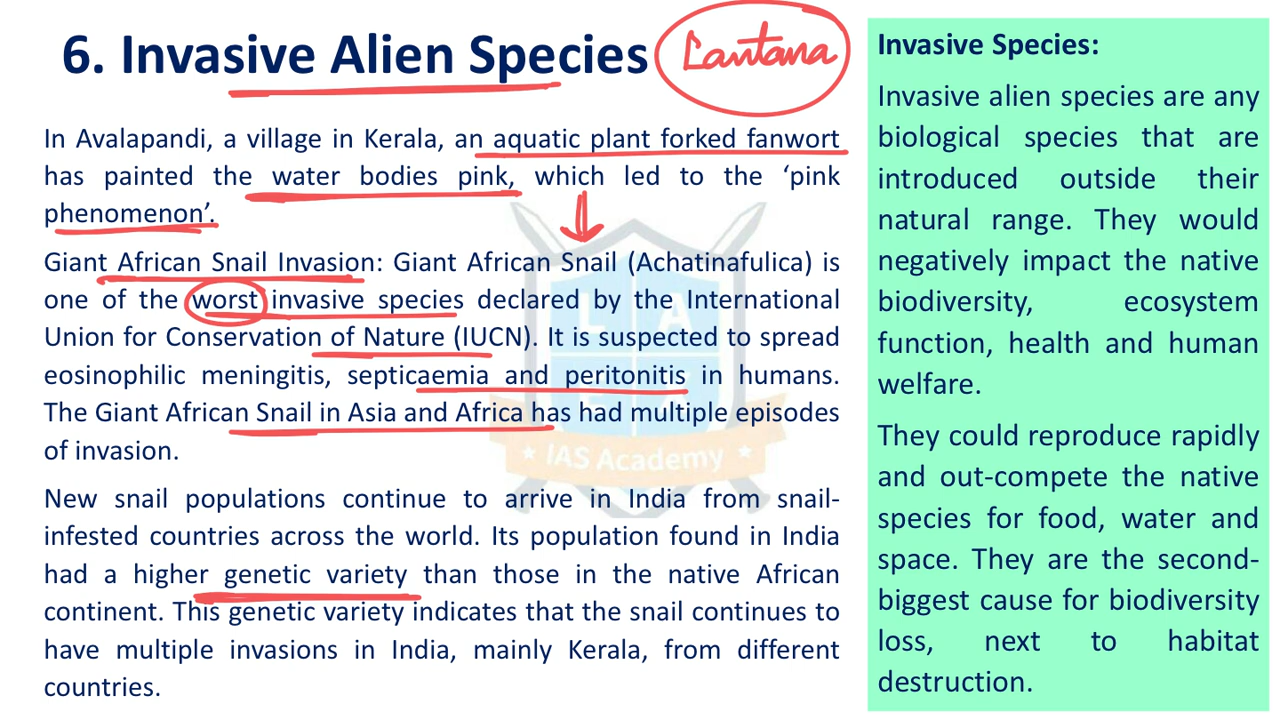 6. Invasive Alien Species
Lantana
In Avalapandi, a village in Kerala, an aquatic plant forked fanwort
has painted the water bodies pink, which led to the ‘pink
phenomenon’.
Giant African Snail Invasion: Giant African Snail (Achatinafulica) is
one of the worst invasive species declared by the International
Union for Conservation of Nature (IUCN). It is suspected to spread
eosinophilic meningitis, septicaemia and peritonitis in humans.
The Giant African Snail in Asia and Africa has had multiple episodes
of invasion.
New snail populations continue to arrive in India from snail-
infested countries across the world. Its population found in India
had a higher genetic variety than those in the native African
continent. This genetic variety indicates that the snail continues to
have multiple invasions in India, mainly Kerala, from different
countries.
Invasive Species:
Invasive alien species are any
biological species that are
introduced outside their
natural range. They would
negatively impact the native
biodiversity, ecosystem
function, health and human
welfare.
They could reproduce rapidly
and out-compete the native
species for food, water and
space. They are the second-
biggest cause for biodiversity
loss, next to habitat
destruction.
L A
IAS Academy